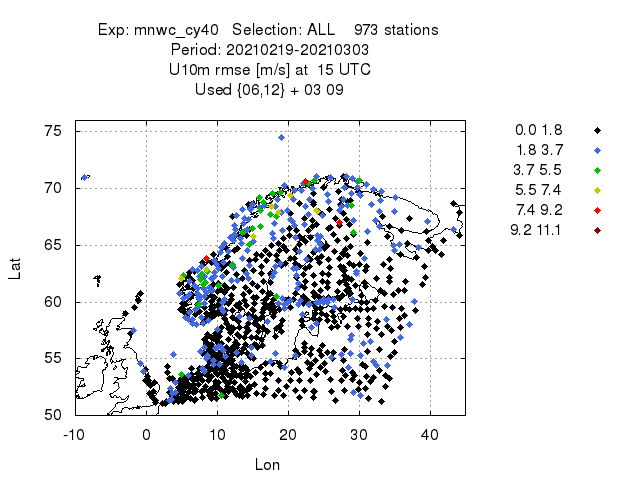 Exp: mnwc_cy40 Selection: ALL 973 stations
Period: 20210219-20210303
U10m rmse [m/s] at 15 UTC
Used {06,12} + 03 09
75
70
65
60
55
50
Lat
-10 0 10 20 30 40
Lon
0.0 1.8
1.8 3.7
3.7 5.5
5.5 7.4
7.4 9.2
9.2 11.1